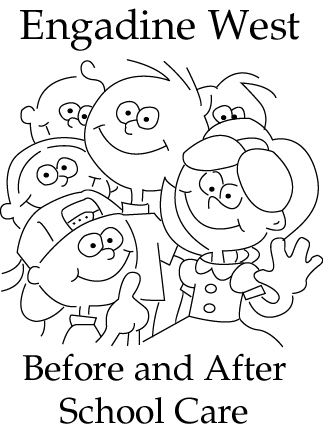 Engadine West
Before and After
School Care